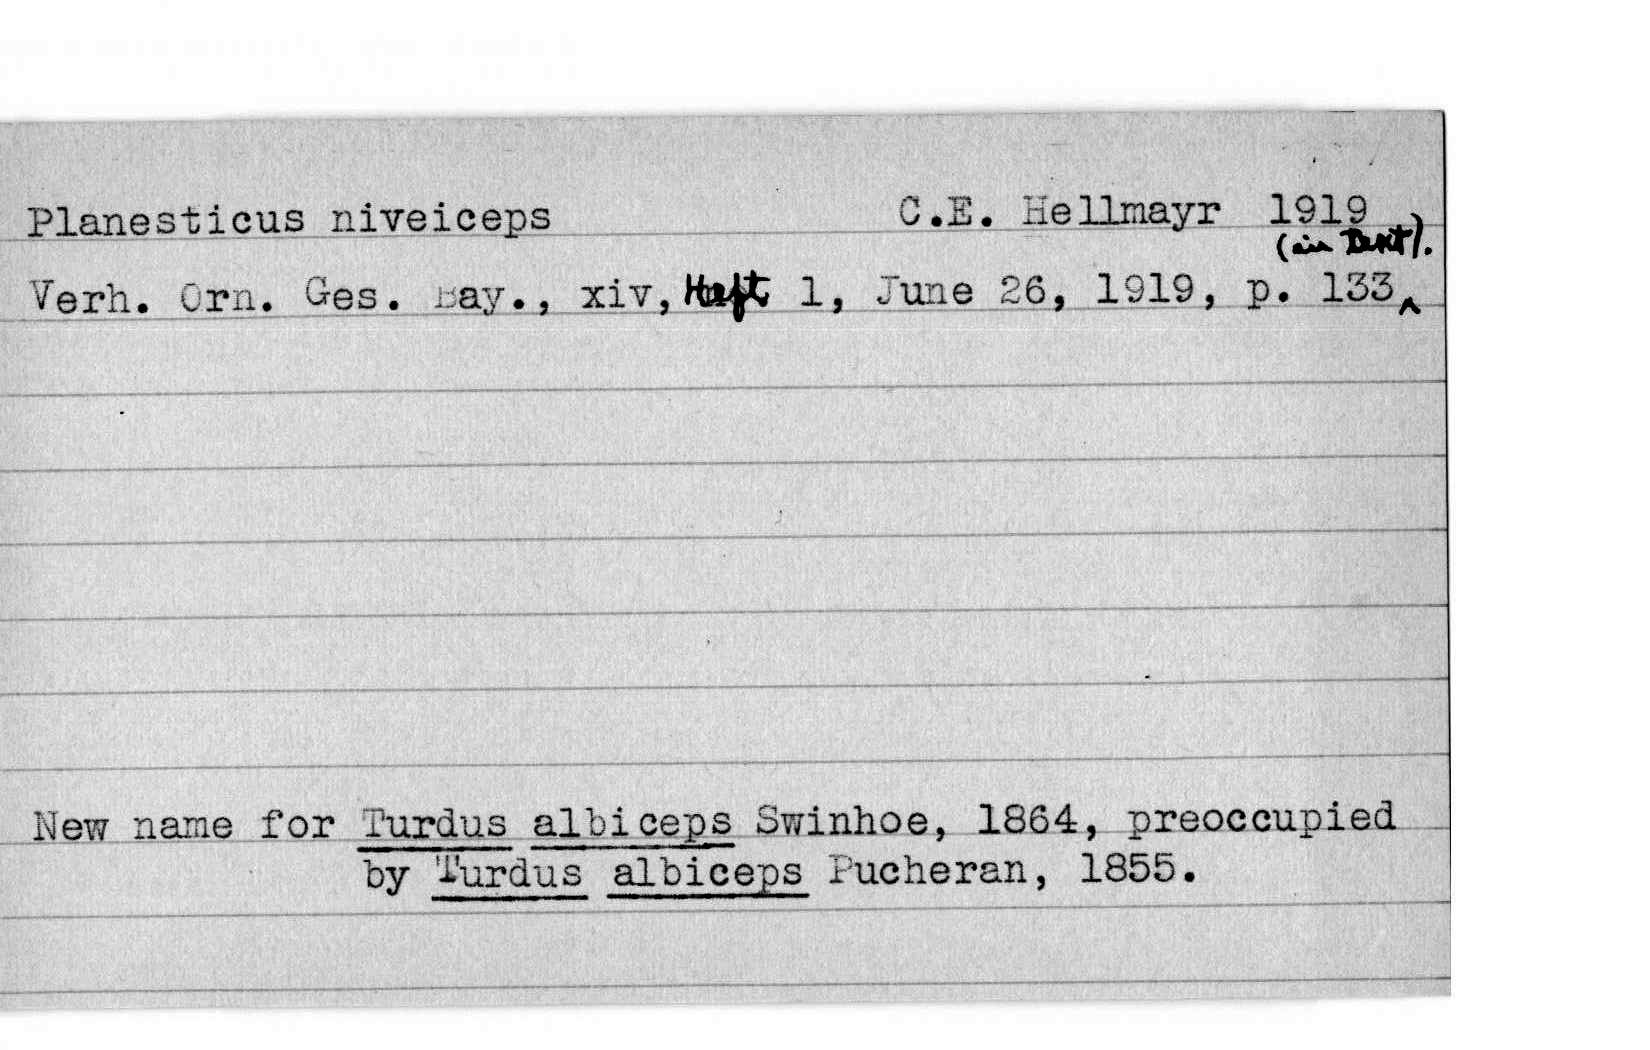 Planesticus niveiceps C.E. Hellmayr 1919
Verh. Orn. Ges. Bay., xiv, Heft 1, June 26, 1919, p. 133 (in text).
New name for Turdus albiceps Swinhoe, 1864, preoccupied
by Turdus albiceps Pucheran, 1855.